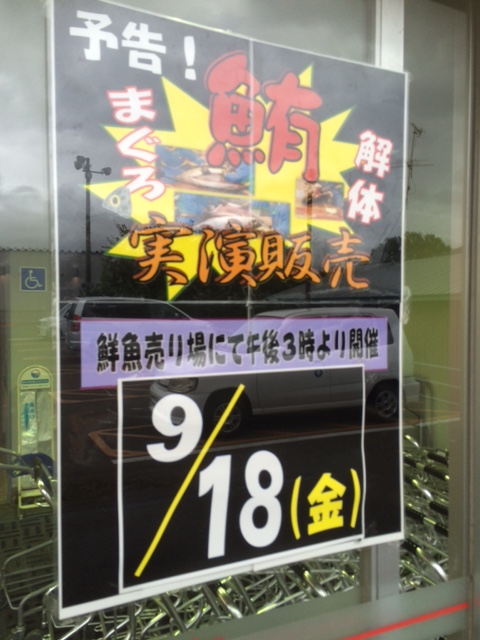 予告！
まぐろ
鮪
解体
実演販売
鮮魚売り場にて午後3時より開催
9/18(金)